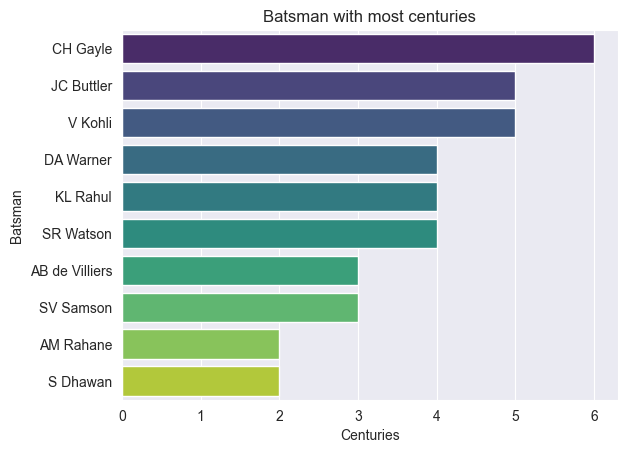 Batsman with most centuries
CH Gayle
JC Buttler
V Kohli
DA Warner
KL Rahul
SR Watson
AB de Villiers
SV Samson
AM Rahane
S Dhawan
Batsman
0 1 2 3 4 5 6
Centuries